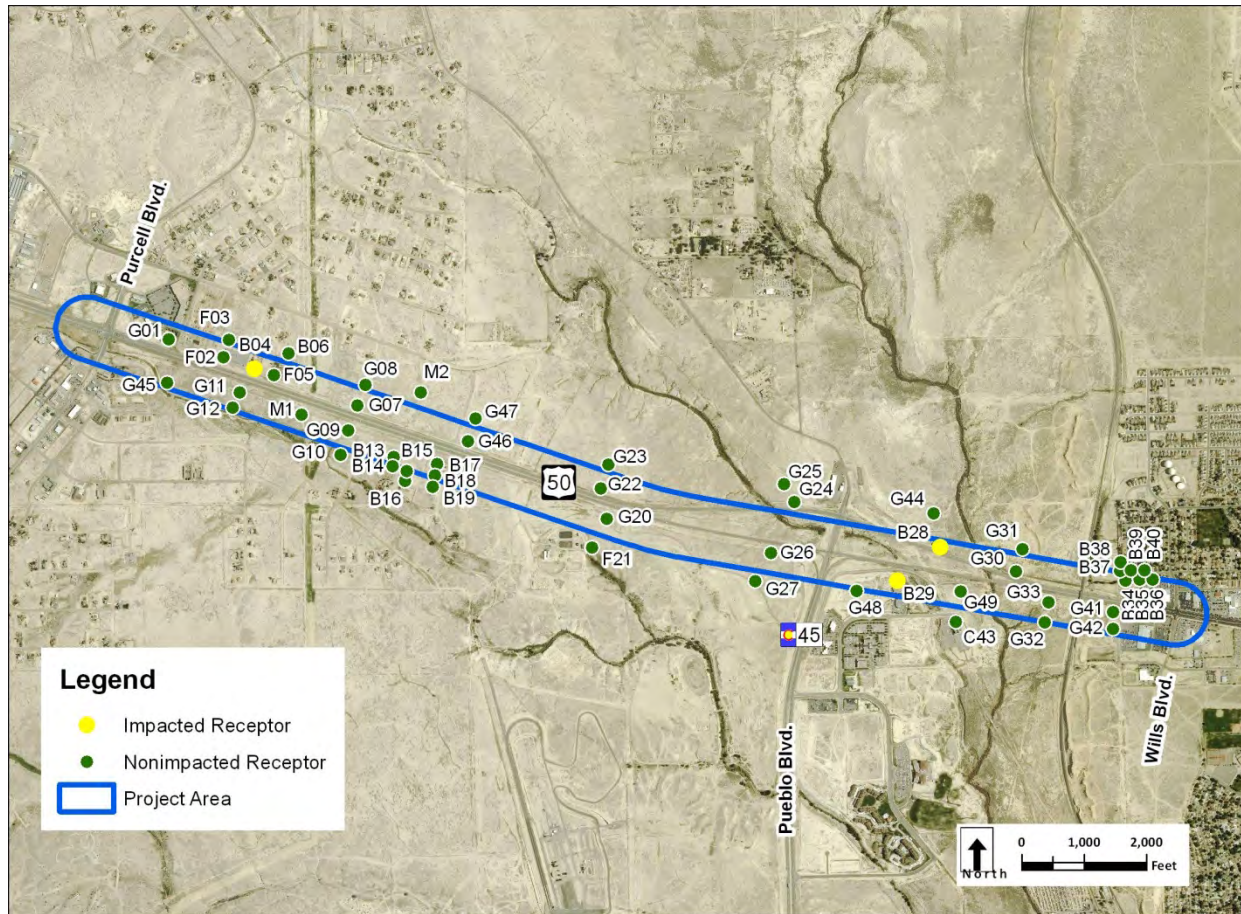 Purcell Blvd.
F03
G01
B04
B06
F02
F05
G08
M2
G45
G11
G12
M1
G07
G47
G09
G46
G10
B13
B15
B14
B17
B18
B16
B19
50
G23
G22
G20
F21
G25
G24
G26
G27
G44
B28
G31
G30
B29
G48
G49
C43
G33
G32
B38
B37
B39
B40
B34
B35
B36
G41
G42
45
Pueblo Blvd.
Wills Blvd.
Legend
Impacted Receptor
Nonimpacted Receptor
Project Area
North
0 1,000 2,000
Feet